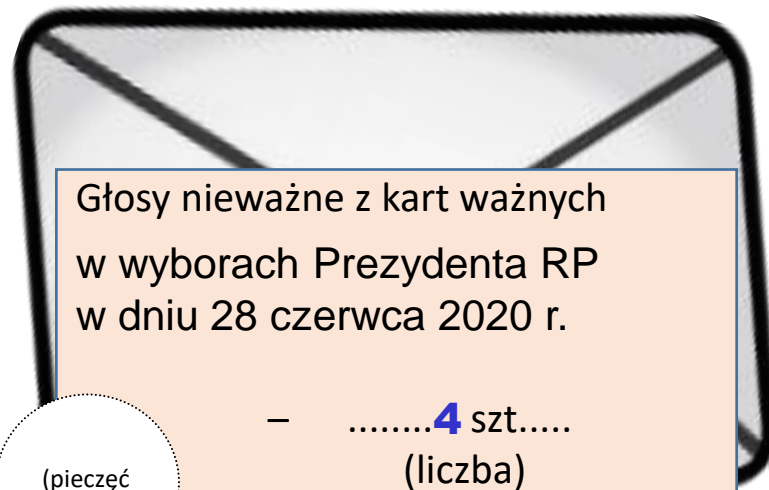 Głosy nieważne z kart ważnych
w wyborach Prezydenta RP
w dniu 28 czerwca 2020 r.
– ........4 szt.....
(liczba)
(pieczęć